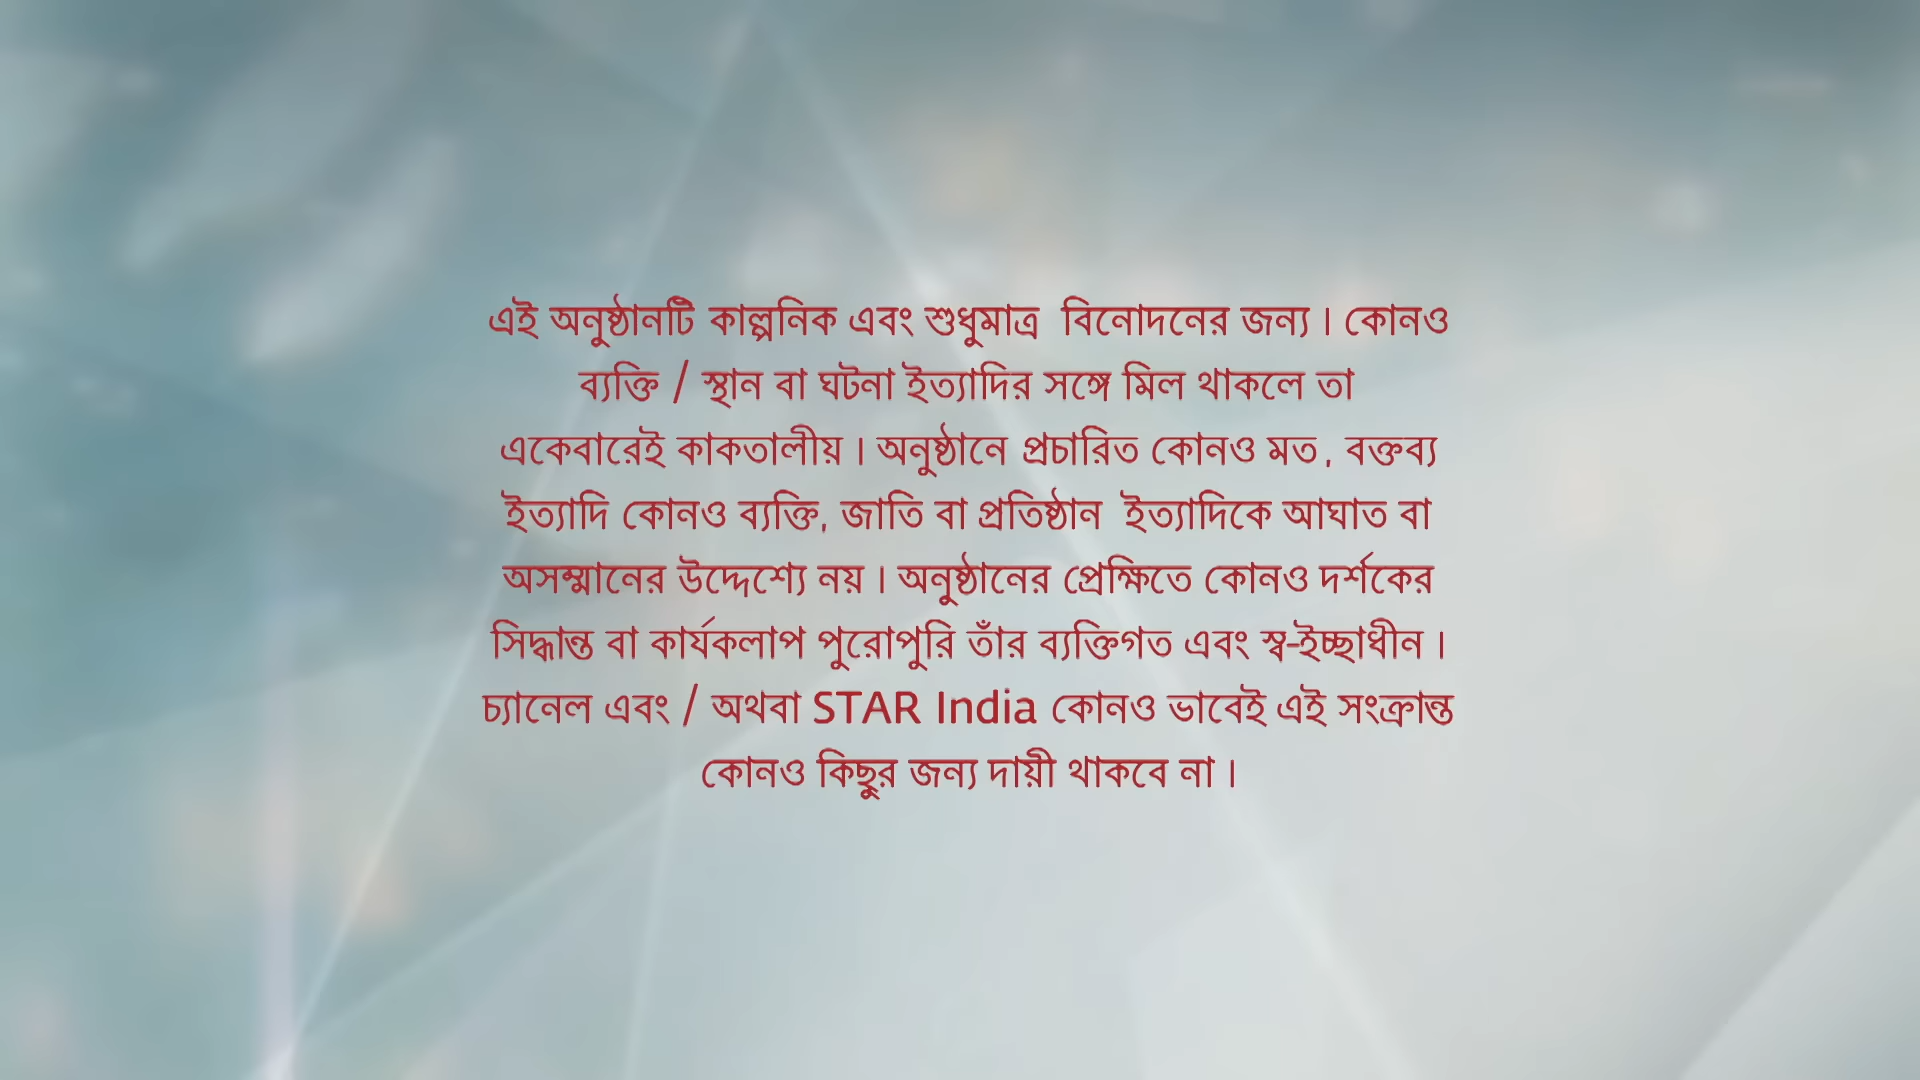 এই অনুষ্ঠানটি কাল্পনিক এবং শুধুমাত্র বিনোদনের জন্য । কোনও
ব্যক্তি / স্থান বা ঘটনা ইত্যাদির সঙ্গে মিল থাকলে তা
একেবারেই কাকতালীয় । অনুষ্ঠানে প্রচারিত কোনও মত , বক্তব্য
ইত্যাদি কোনও ব্যক্তি, জাতি বা প্রতিষ্ঠান ইত্যাদিকে আঘাত বা
অসম্মানের উদ্দেশ্যে নয় । অনুষ্ঠানের প্রেক্ষিতে কোনও দর্শকের
সিদ্ধান্ত বা কার্যকলাপ পুরোপুরি তাঁর ব্যক্তিগত এবং স্ব-ইচ্ছাধীন ।
চ্যানেল এবং / অথবা STAR India কোনও ভাবেই এই সংক্রান্ত
কোনও কিছুর জন্য দায়ী থাকবে না ।